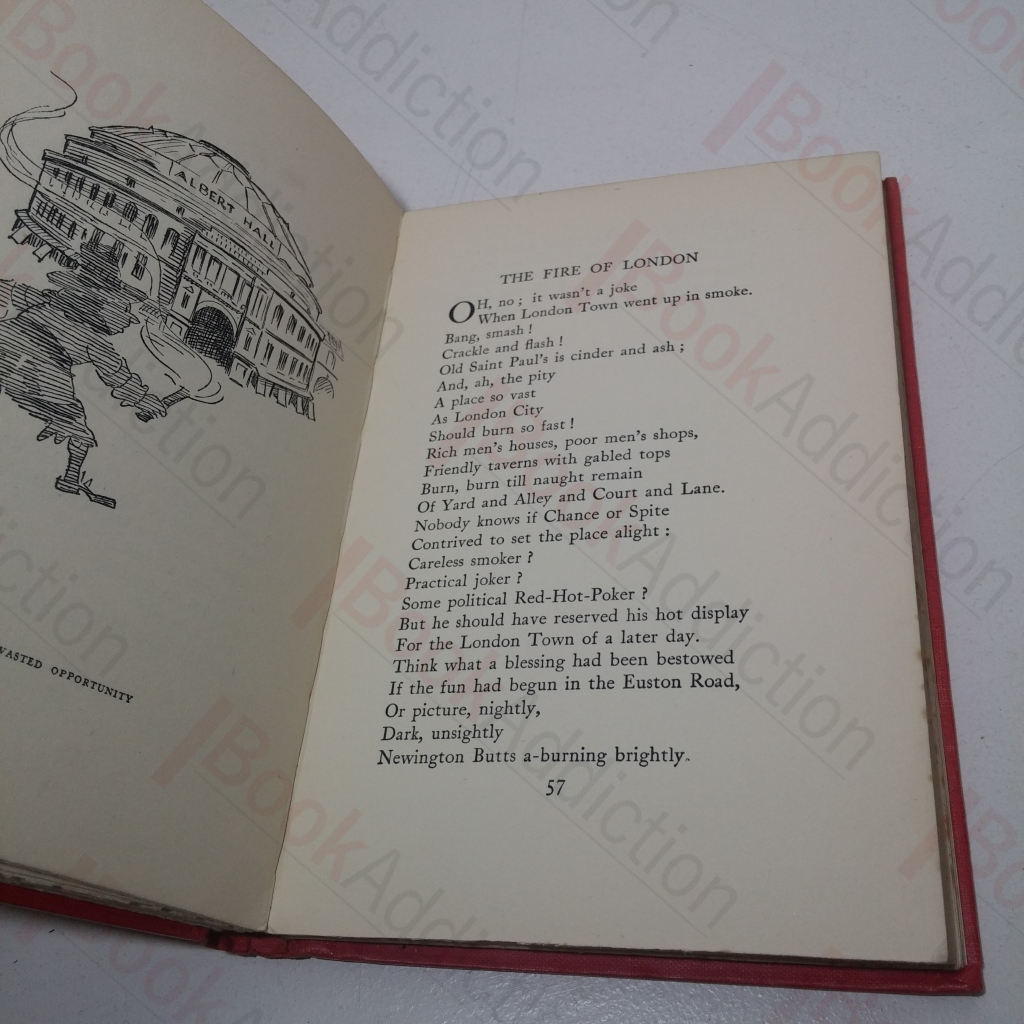 ALBERT HALL
WASTED OPPORTUNITY
THE FIRE OF LONDON
OH, no ; it wasn't a joke
When London Town went up in smoke.
Bang, smash !
Crackle and flash !
Old Saint Paul's is cinder and ash ;
And, ah, the pity
A place so vast
As London City
Should burn so fast !
Rich men's houses, poor men's shops,
Friendly taverns with gabled tops
Burn, burn till naught remain
Of Yard and Alley and Court and Lane.
Nobody knows if Chance or Spite
Contrived to set the place alight :
Careless smoker ?
Practical joker ?
Some political Red-Hot-Poker ?
But he should have reserved his hot display
For the London Town of a later day.
Think what a blessing had been bestowed
If the fun had begun in the Euston Road,
Or picture, nightly,
Dark, unsightly
Newington Butts a-burning brightly.
57
BookAddiction